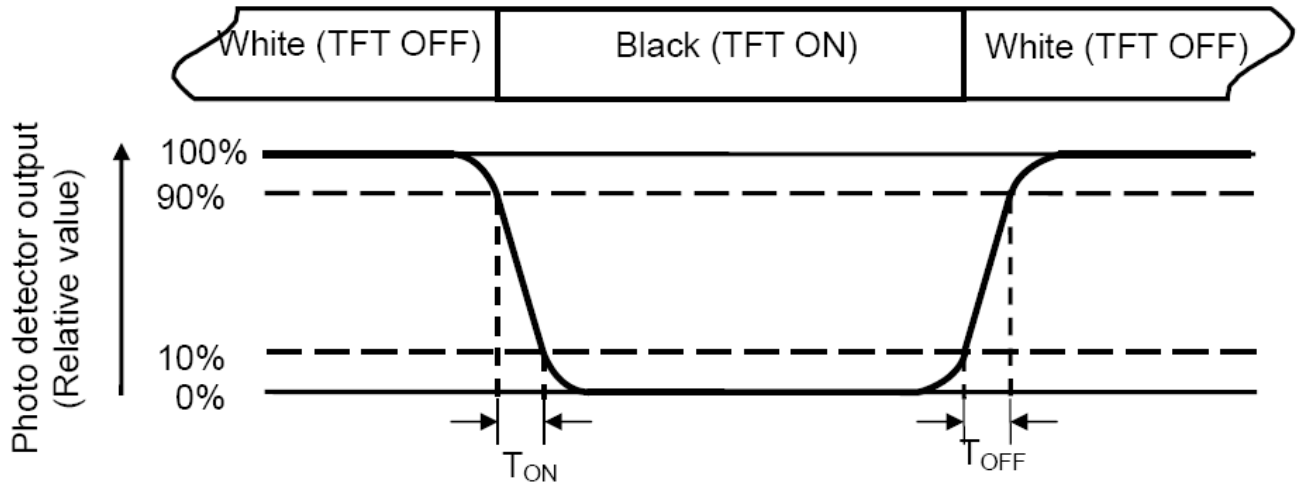 White (TFT OFF)
Black (TFT ON)
White (TFT OFF)
Photo detector output
(Relative value)
100%
90%
10%
0%
TON
TOFF